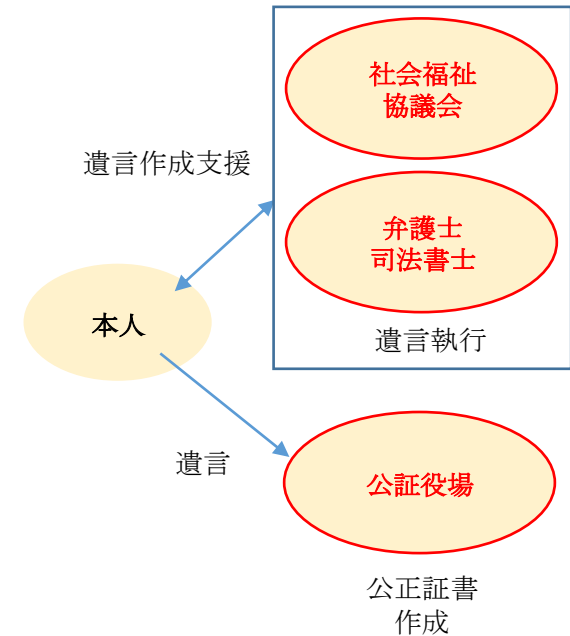 社会福祉
協議会
遺言作成支援
弁護士
司法書士
本人
遺言執行
遺言
公証役場
公正証書
作成